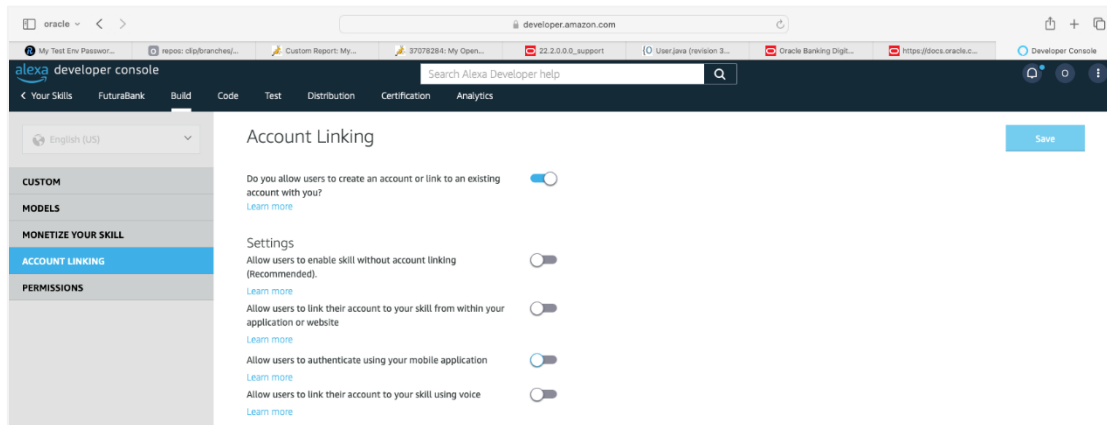 oracle
developer.amazon.com
My Test Env Passwor...
repos: clip/branches/...
Custom Report: My...
37078284: My Open...
22.2.0.0.0_support
{O User.java (revision 3...
Oracle Banking Digit...
https://docs.oracle.c...
Developer Console
alexa developer console
Search Alexa Developer help
O
Your Skills
FuturaBank
Build
Code
Test
Distribution
Certification
Analytics
English (US)
Account Linking
Save
CUSTOM
MODELS
MONETIZE YOUR SKILL
ACCOUNT LINKING
PERMISSIONS
Do you allow users to create an account or link to an existing
account with you?
Learn more
Settings
Allow users to enable skill without account linking
(Recommended).
Learn more
Allow users to link their account to your skill from within your
application or website
Learn more
Allow users to authenticate using your mobile application
Learn more
Allow users to link their account to your skill using voice
Learn more